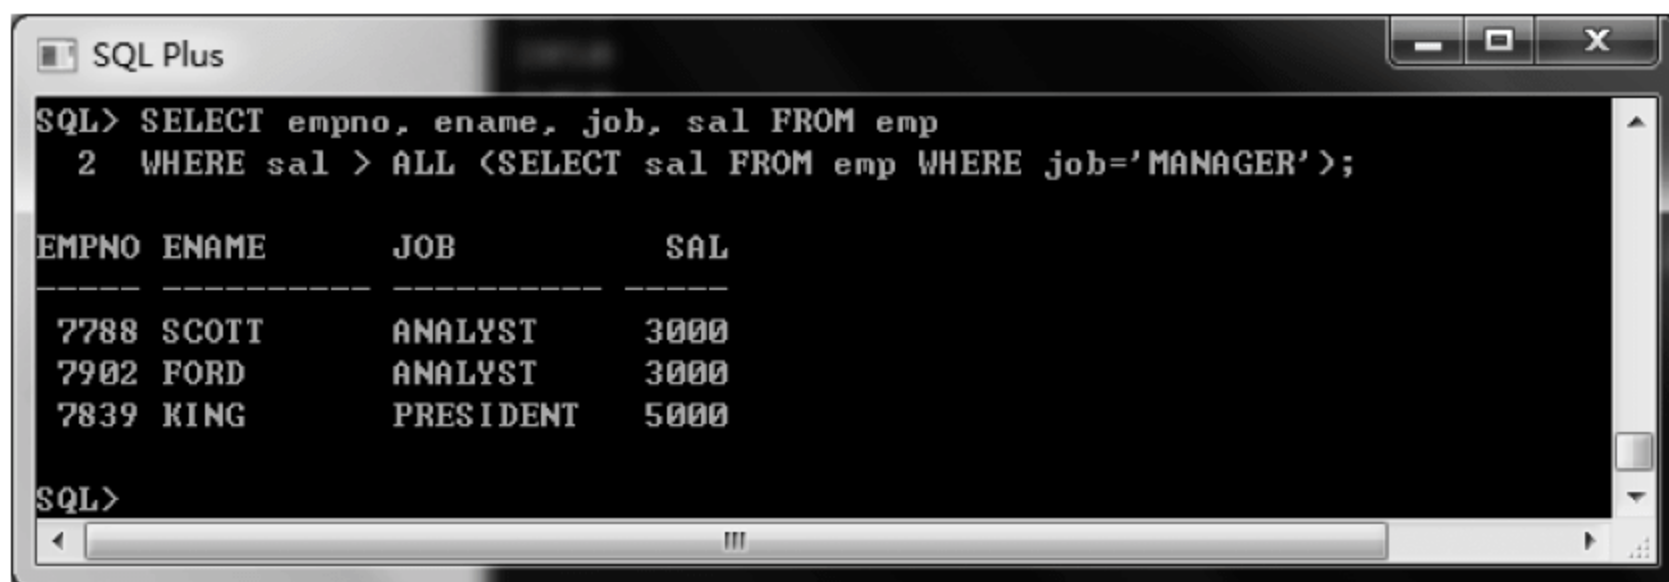 SQL Plus
SQL> SELECT empno, ename, job, sal FROM emp
2 WHERE sal > ALL (SELECT sal FROM emp WHERE job='MANAGER');
EMPNO ENAME JOB SAL
----- ---------- ---------- -----
7788 SCOTT ANALYST 3000
7902 FORD ANALYST 3000
7839 KING PRESIDENT 5000
SQL>